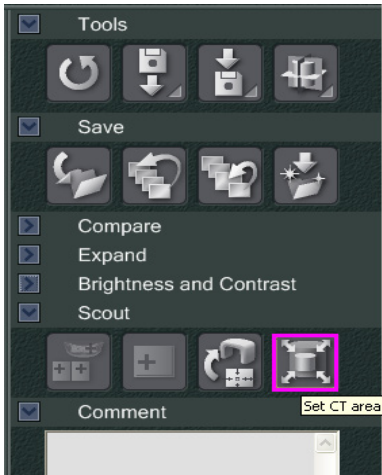 Tools
Save
Compare
Expand
Brightness and Contrast
Scout
Set CT area
Comment